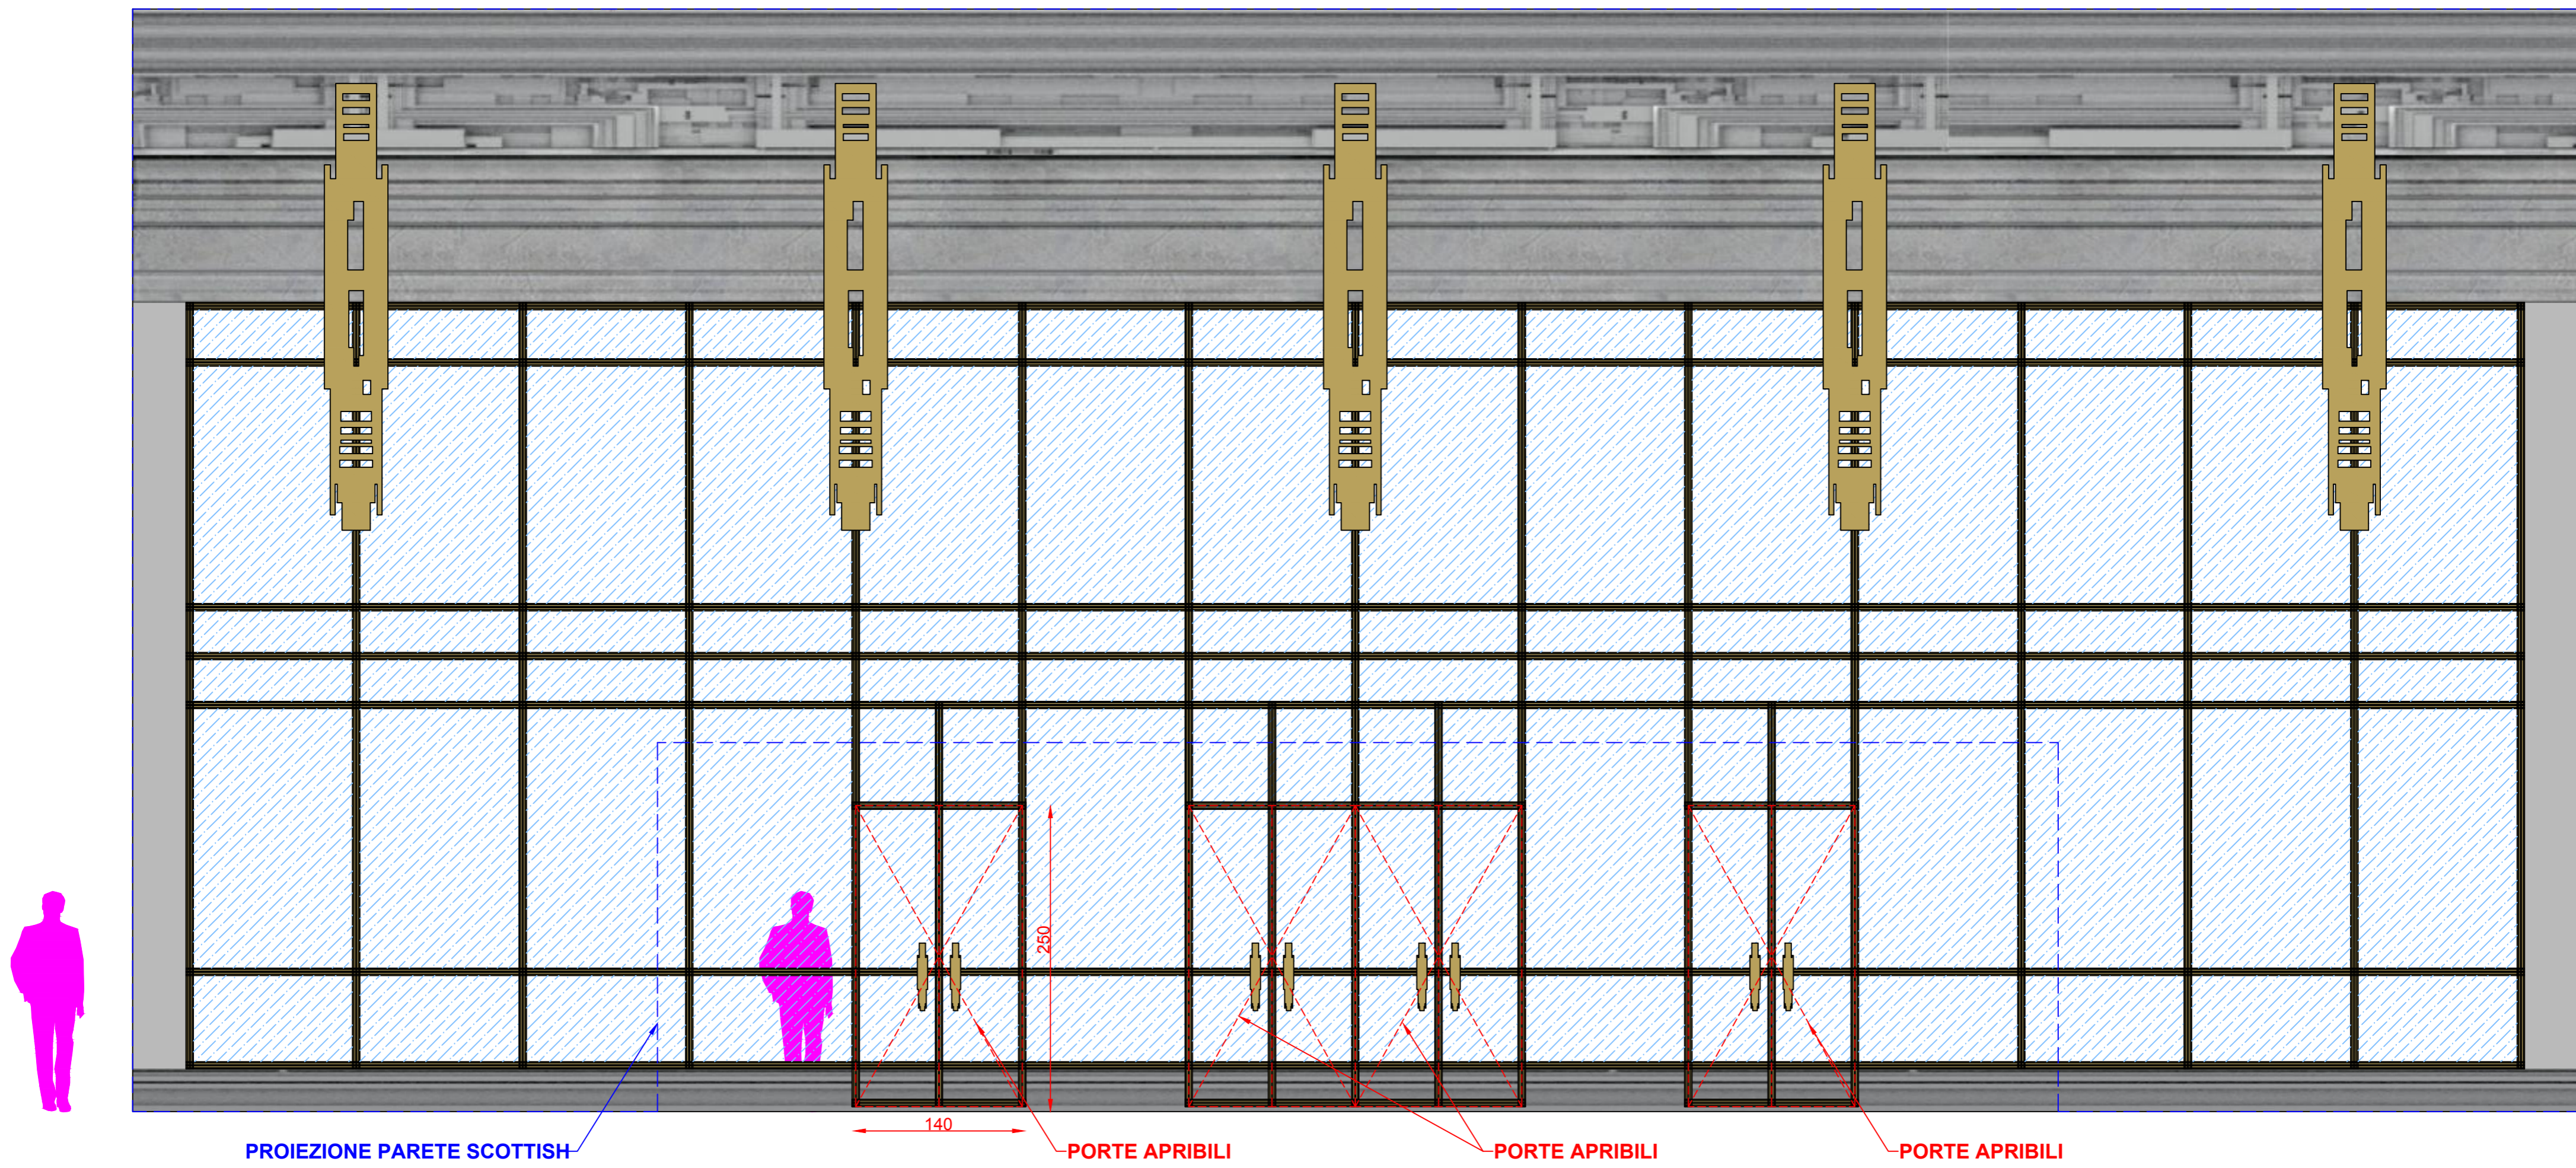 250
140
PROIEZIONE PARETE SCOTTISH
PORTE APRIBILI
PORTE APRIBILI
PORTE APRIBILI